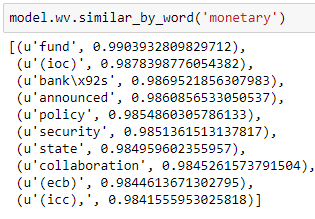 model.wv.similar_by_word('monetary')
[(u'fund', 0.9903932809829712),
(u'(ioc)', 0.9878398776054382),
(u'bank\x92s', 0.9869521856307983),
(u'announced', 0.9860856533050537),
(u'policy', 0.9854860305786133),
(u'security', 0.9851361513137817),
(u'state', 0.984959602355957),
(u'collaboration', 0.9845261573791504),
(u'(ecb)', 0.9844613671302795),
(u'(icc),', 0.9841555953025818)]